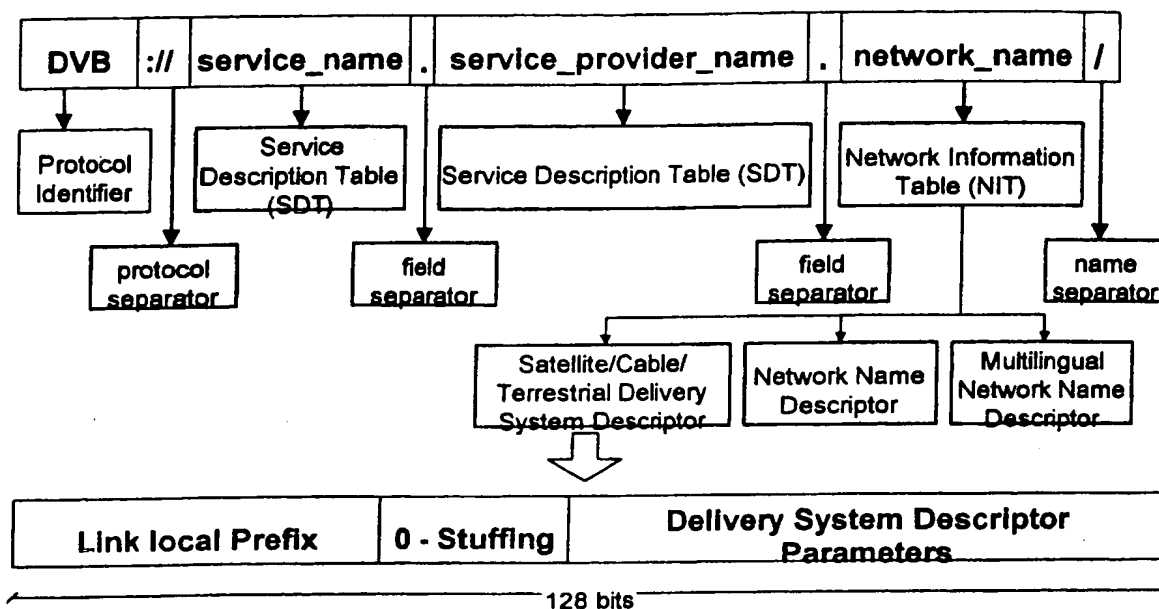 DVB :// service_name . service_provider_name . network_name /
Protocol
Identifier
Service
Description Table
(SDT)
Service Description Table (SDT)
Network Information
Table (NIT)
protocol
separator
field
separator
field
separator
name
separator
Satellite/Cable/
Terrestrial Delivery
System Descriptor
Network Name
Descriptor
Multilingual
Network Name
Descriptor
Link local Prefix
0 - Stuffing
Delivery System Descriptor
Parameters
128 bits